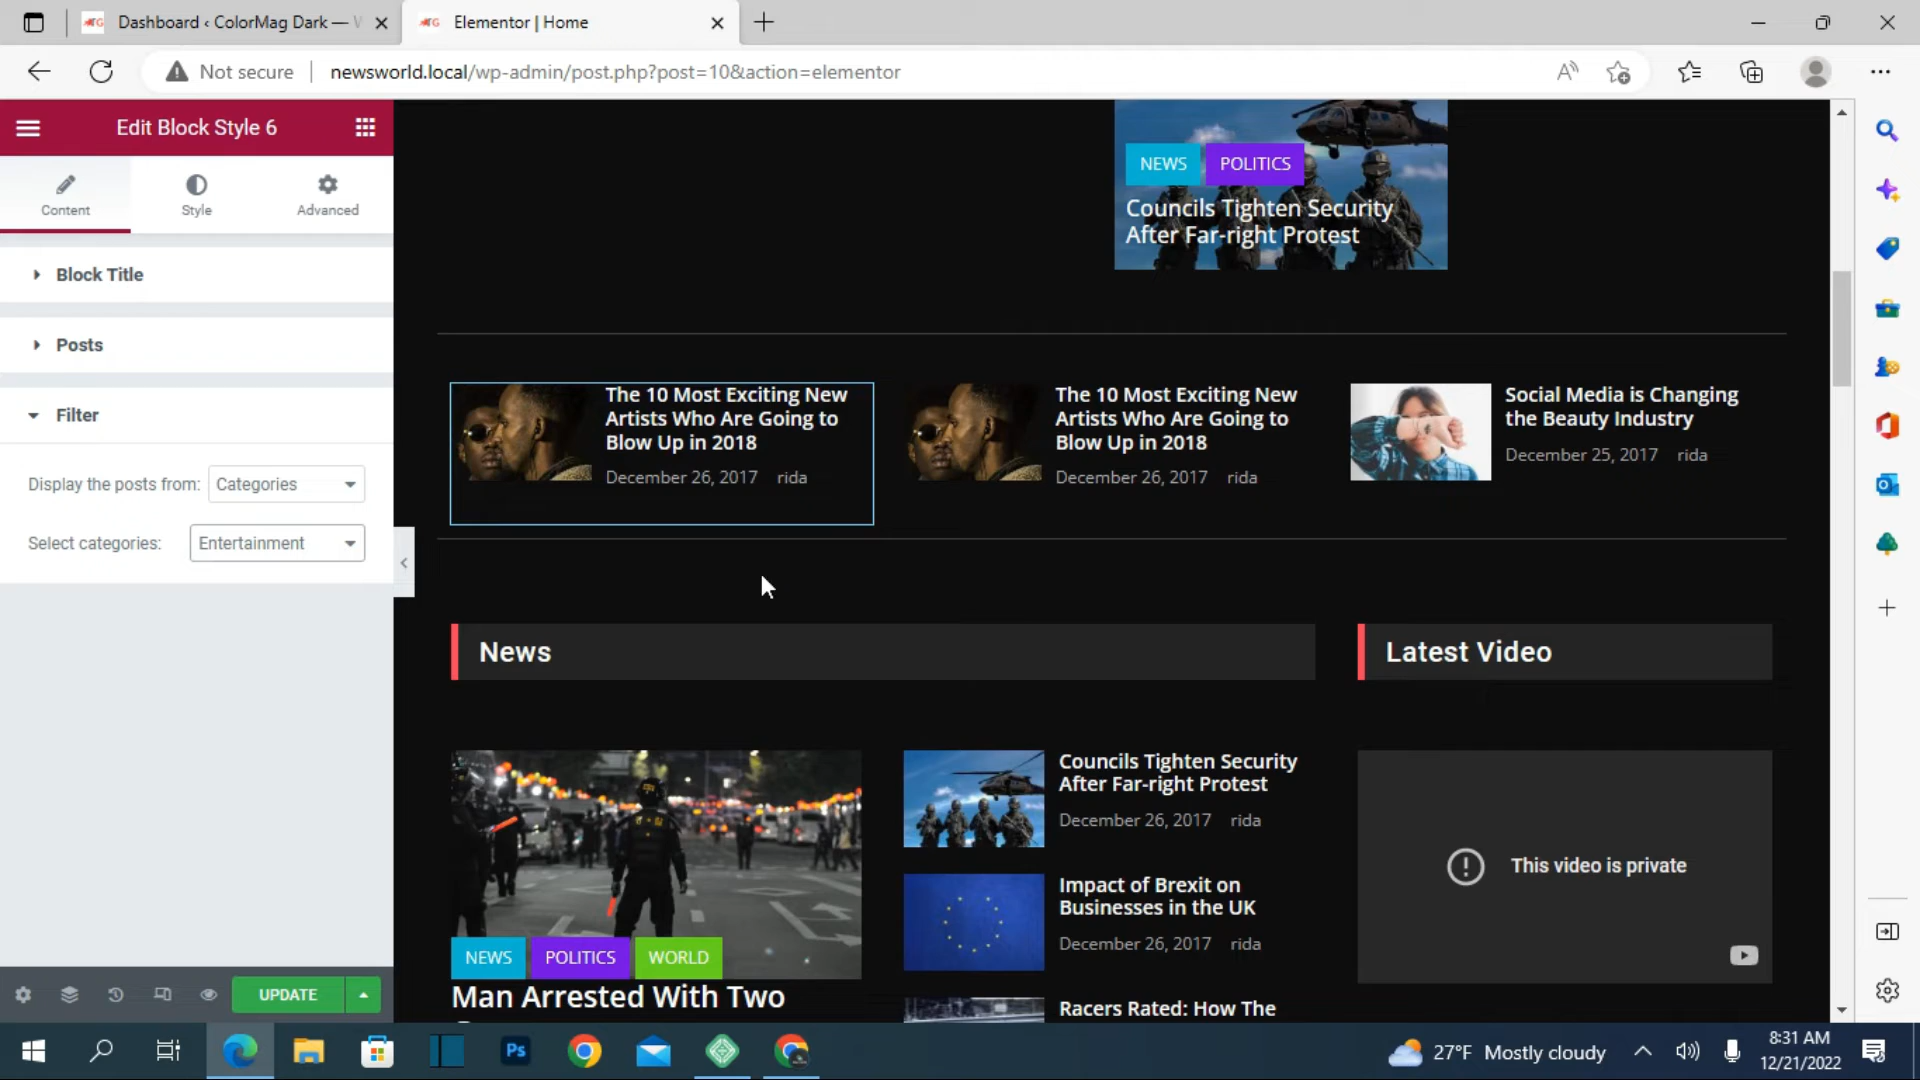 Dashboard ‹ ColorMag Dark — W
Elementor | Home
Not secure
newsworld.local/wp-admin/post.php?post=10&action=elementor
Edit Block Style 6
Content
Style
Advanced
Block Title
Posts
Filter
Display the posts from:
Categories
Select categories:
Entertainment
UPDATE
NEWS
POLITICS
Councils Tighten Security
After Far-right Protest
The 10 Most Exciting New
Artists Who Are Going to
Blow Up in 2018
December 26, 2017 rida
The 10 Most Exciting New
Artists Who Are Going to
Blow Up in 2018
December 26, 2017 rida
Social Media is Changing
the Beauty Industry
December 25, 2017 rida
News
Latest Video
NEWS
POLITICS
WORLD
Man Arrested With Two
Councils Tighten Security
After Far-right Protest
December 26, 2017 rida
Impact of Brexit on
Businesses in the UK
December 26, 2017 rida
Racers Rated: How The
This video is private
Ps
27°F Mostly cloudy
8:31 AM
12/21/2022